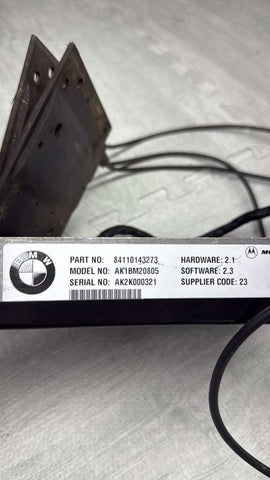 BMW
PART NO: 84110143273 HARDWARE: 2.1
MODEL NO: AK1BM20805 SOFTWARE: 2.3
SERIAL NO: AK2K000321 SUPPLIER CODE: 23